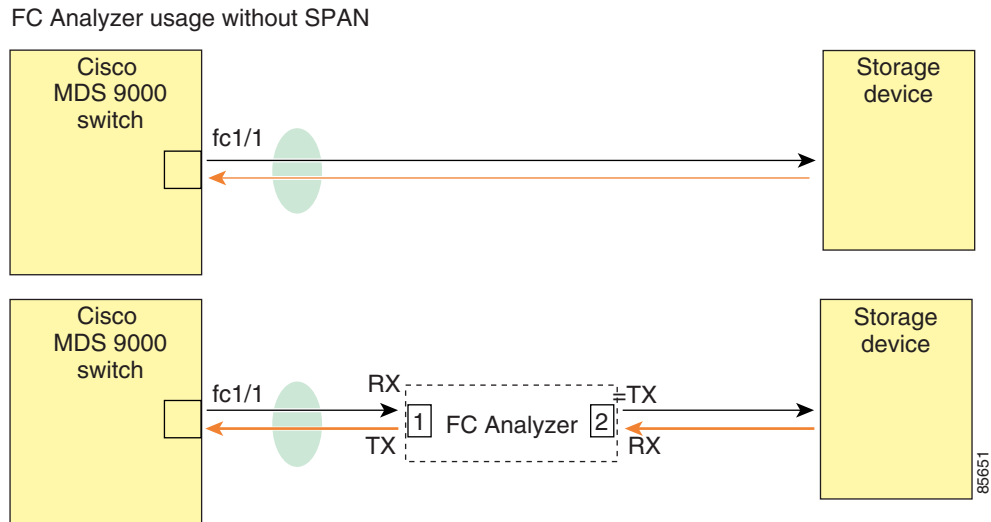 FC Analyzer usage without SPAN
Cisco
MDS 9000
switch
fc1/1
Storage
device
Cisco
MDS 9000
switch
fc1/1
RX
TX
1
FC Analyzer
2
=TX
RX
Storage
device
85651